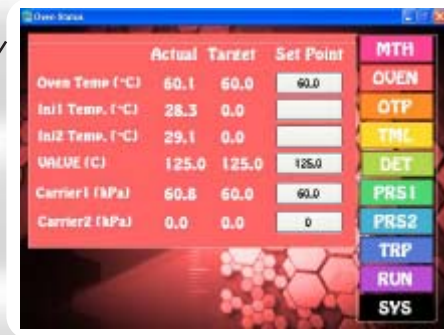 Oven Status
Actual Target Set Point
Oven Temp (°C) 60.1 60.0 60.0
Inj1 Temp. (°C) 28.3 0.0
Inj2 Temp. (°C) 29.1 0.0
VALVE (C) 125.0 125.0 125.0
Carrier1 (kPa) 60.8 60.0 60.0
Carrier2 (kPa) 0.0 0.0 0
MTH
OVEN
OTP
TML
DET
PRS1
PRS2
TRP
RUN
SYS